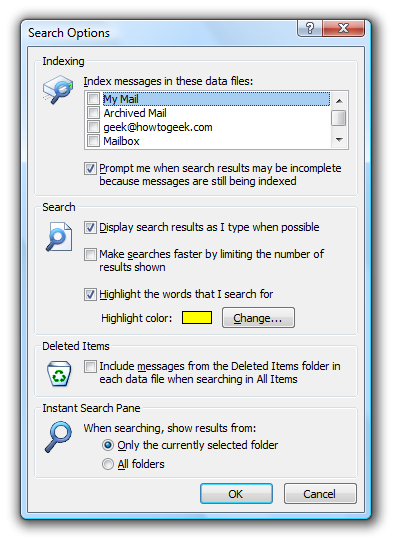 Search Options
Indexing
Index messages in these data files:
My Mail
Archived Mail
geek@howtogeek.com
Mailbox
Prompt me when search results may be incomplete
because messages are still being indexed
Search
Display search results as I type when possible
Make searches faster by limiting the number of
results shown
Highlight the words that I search for
Highlight color:
Change...
Deleted Items
Include messages from the Deleted Items folder in
each data file when searching in All Items
Instant Search Pane
When searching, show results from:
Only the currently selected folder
All folders
OK
Cancel